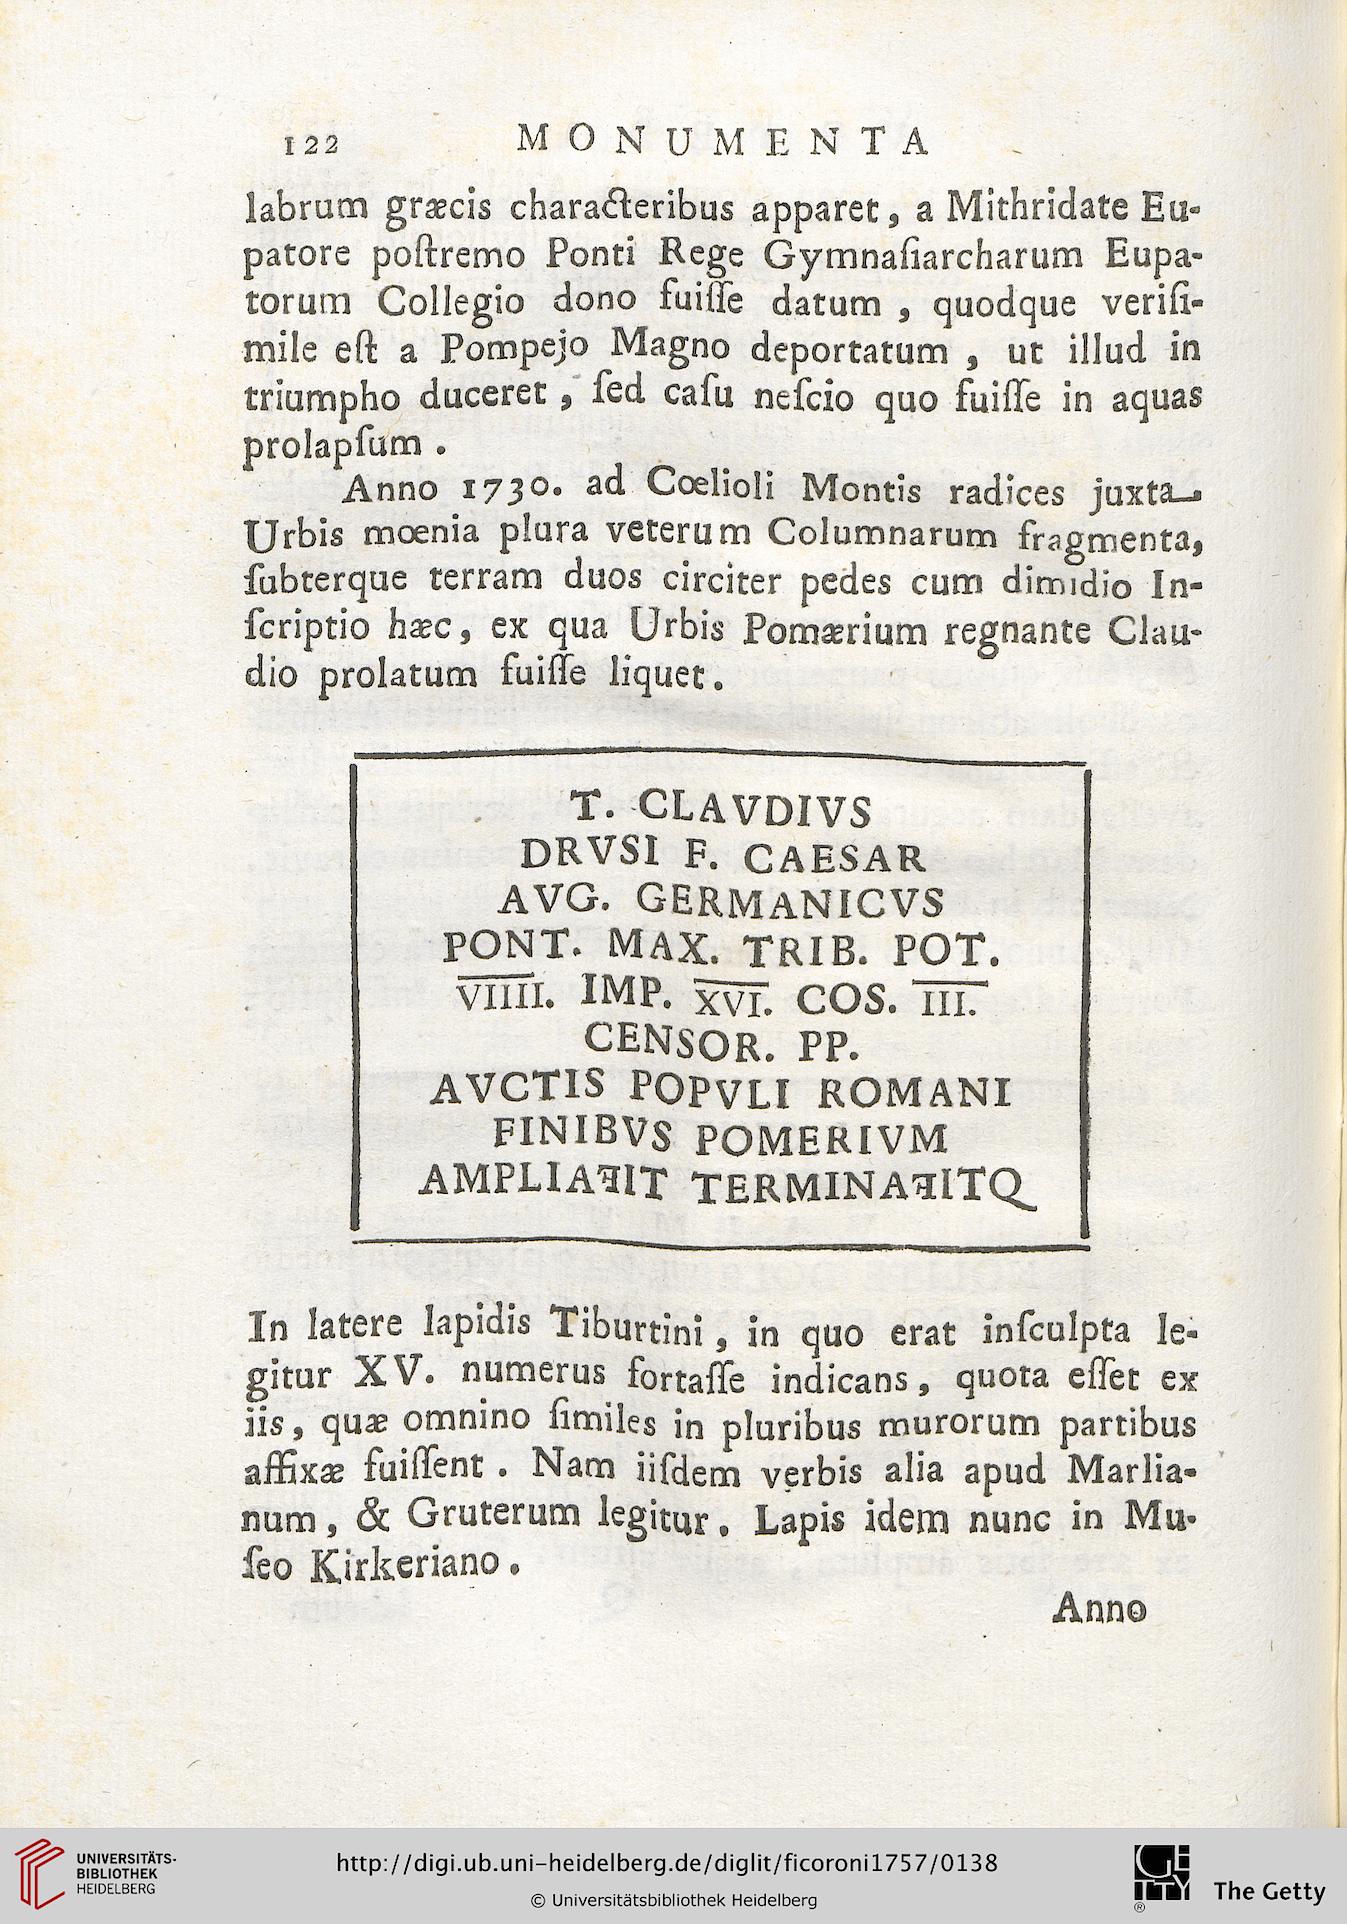 122 MONUMENTA
labrum græcis characteribus apparet, a Mithridate Eu-
patore poſtremo Ponti Rege Gymnaſiarcharum Eupa-
torum Collegio dono fuiſſe datum , quodque veriſi-
mile eſt a Pompejo Magno deportatum , ut illud in
triumpho duceret , ſed caſu neſcio quo fuiſſe in aquas
prolapſum .
Anno 1730. ad Cœlioli Montis radices juxta
Urbis mœnia plura veterum Columnarum fragmenta,
ſubterque terram duos circiter pedes cum dimidio In-
ſcriptio hæc, ex qua Urbis Pomærium regnante Clau-
dio prolatum fuiſſe liquet.
T. CLAVDIVS
DRVSI F. CAESAR
AVG. GERMANICVS
PONT. MAX. TRIB. POT.
V̅I̅I̅I̅I̅. IMP. X̅V̅I̅. COS. I̅I̅I̅.
CENSOR. PP.
AVCTIS POPVLI ROMANI
FINIBVS POMERIVM
AMPLIAℲIT TERMINAℲITQ
In latere lapidis Tiburtini, in quo erat inſculpta le-
gitur XV. numerus fortaſſe indicans, quota eſſet ex
iis, quæ omnino ſimiles in pluribus murorum partibus
affixæ fuiſſent . Nam iiſdem verbis alia apud Marlia-
num, & Gruterum legitur. Lapis idem nunc in Mu-
ſeo Kirkeriano.
Anno
UNIVERSITÄTS-
BIBLIOTHEK
HEIDELBERG
http://digi.ub.uni-heidelberg.de/diglit/ficoroni1757/0138
© Universitätsbibliothek Heidelberg
GETTY
®
The Getty